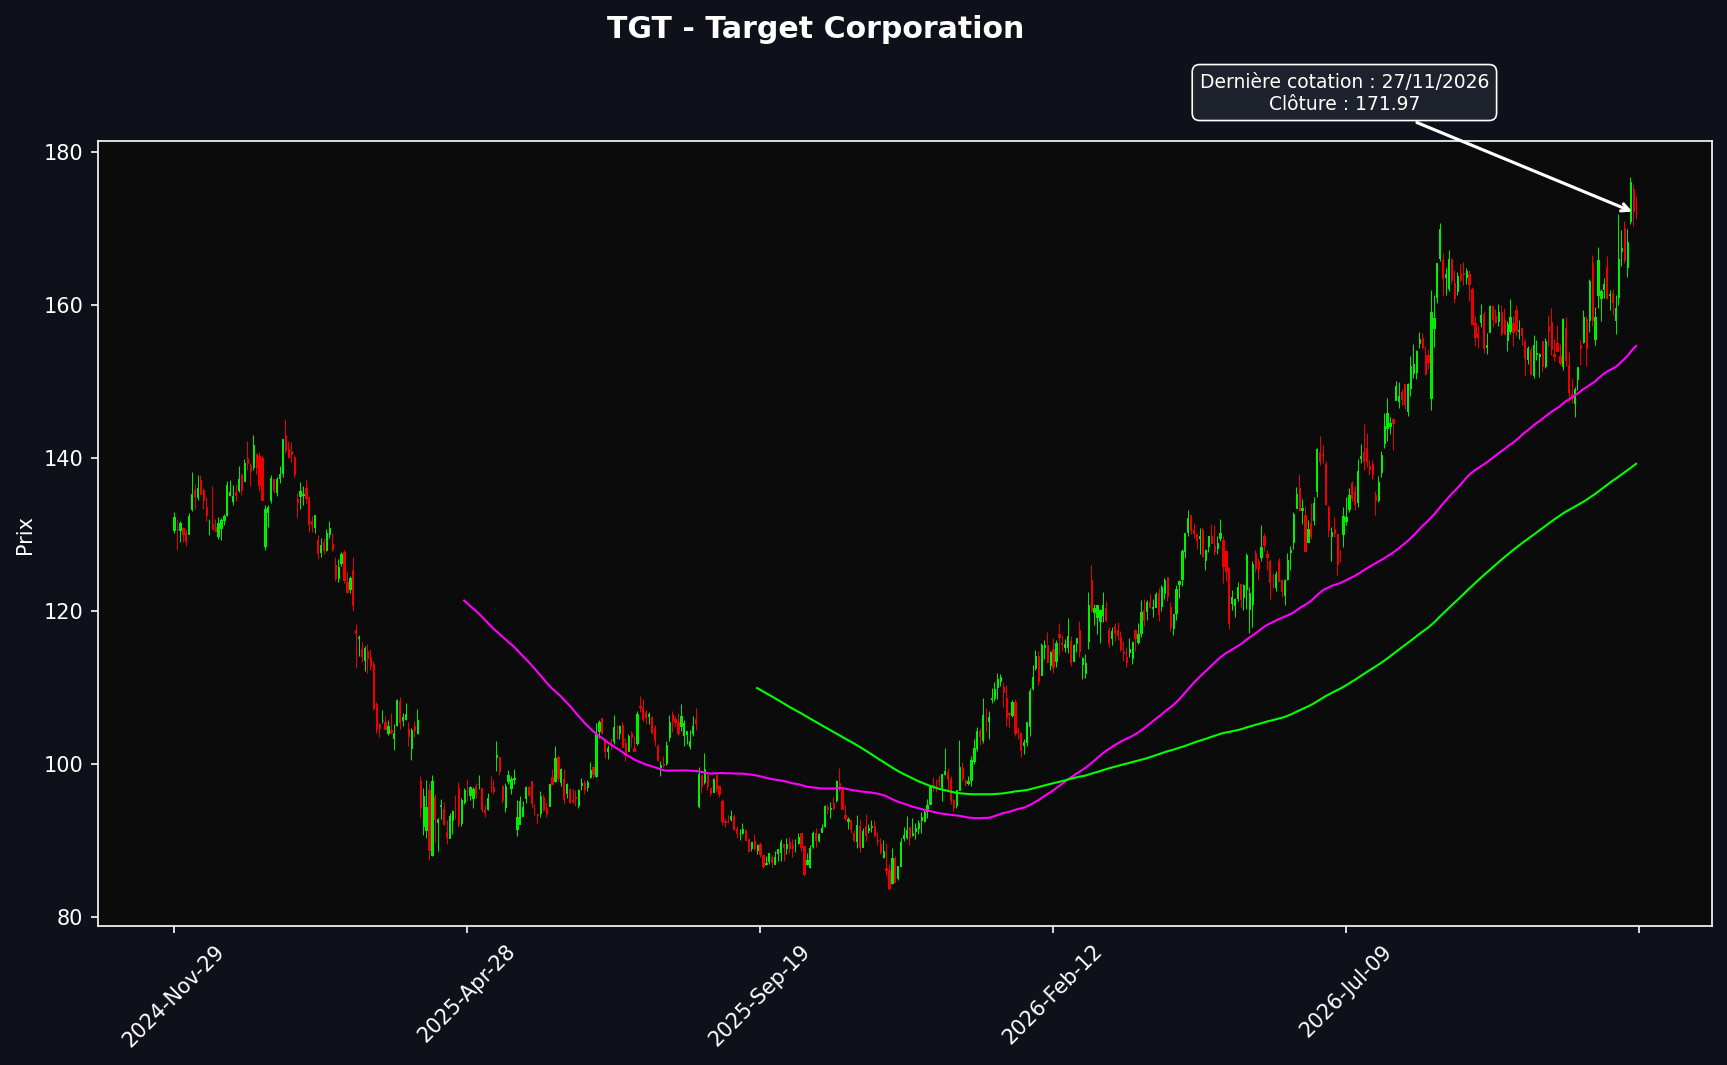 TGT - Target Corporation
Dernière cotation : 27/11/2026
Clôture : 171.97
180
160
140
120
100
80
Prix
2024-Nov-29
2025-Apr-28
2025-Sep-19
2026-Feb-12
2026-Jul-09